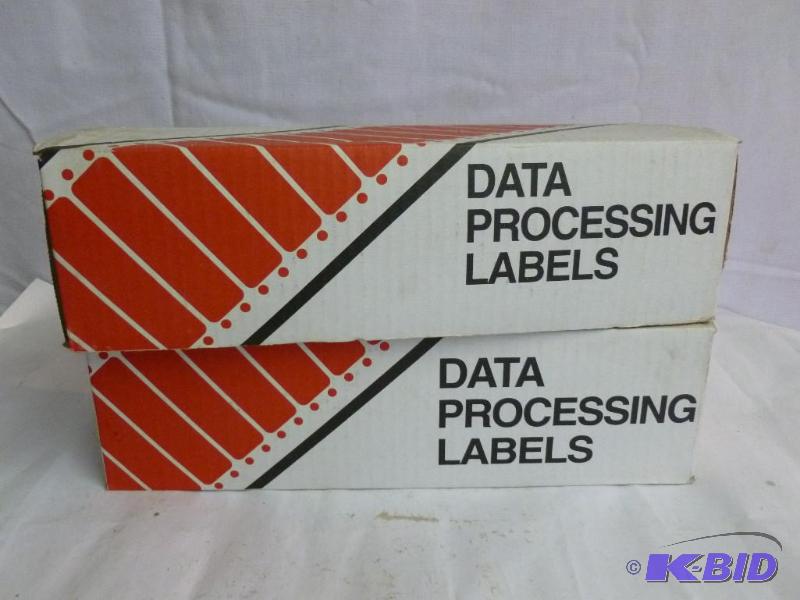 DATA
PROCESSING
LABELS
DATA
PROCESSING
LABELS
© K-BID